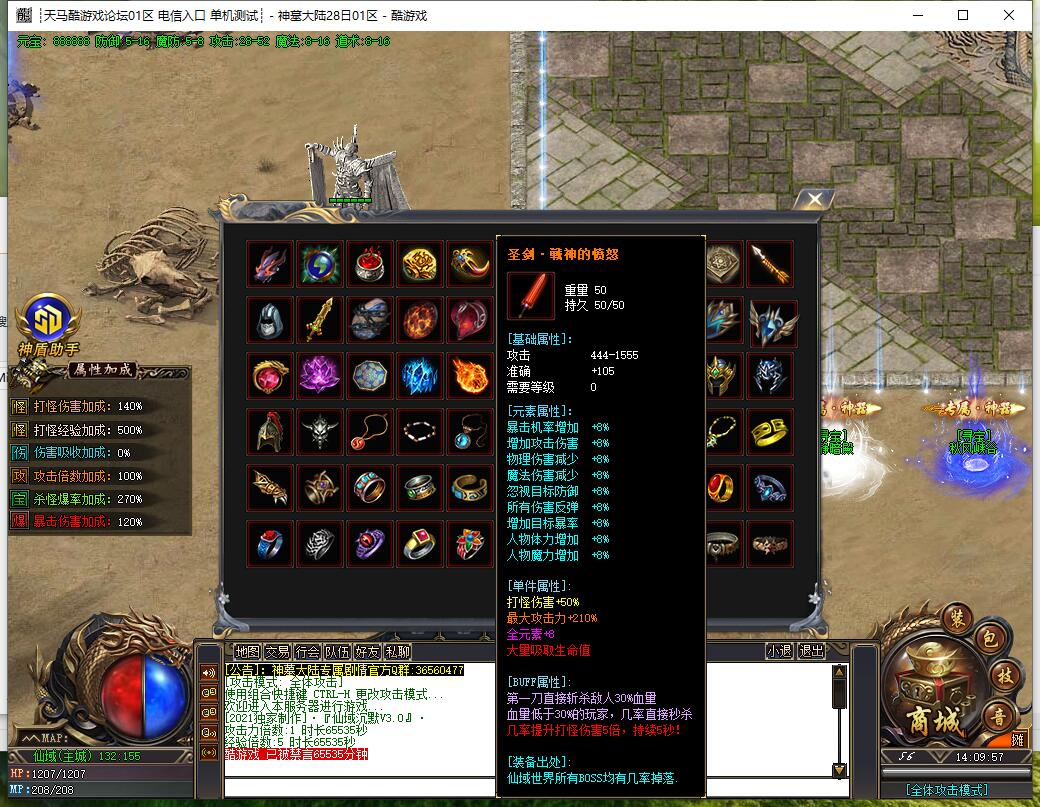 天马酷游戏论坛01区 电信入口 单机测试 - 神墓大陆28日01区 - 酷游戏
元宝: 888888 防御:5-16 魔防:5-8 攻击:28-52 魔法:8-16 道术:8-16
神盾助手
属性加成
怪 打怪伤害加成: 140%
怪 打怪经验加成: 500%
伤 伤害吸收加成: 0%
攻 攻击倍数加成: 100%
宝 杀怪爆率加成: 270%
爆 暴击伤害加成: 120%
圣剑·戦神的愤怒
重量 50
持久 50/50
[基础属性]:
攻击 444-1555
准确 +105
需要等级 0
[元素属性]:
暴击机率增加 +8%
增加攻击伤害 +8%
物理伤害减少 +8%
魔法伤害减少 +8%
忽视目标防御 +8%
所有伤害反弹 +8%
增加目标暴率 +8%
人物体力增加 +8%
人物魔力增加 +8%
[单件属性]:
打怪伤害+50%
最大攻击力+210%
全元素+8
大量吸取生命值
[BUFF属性]:
第一刀直接斩杀敌人30%血量
血量低于30%的玩家，几率直接秒杀
几率提升打怪伤害5倍，持续5秒!
[装备出处]:
仙域世界所有BOSS均有几率掉落.
神器
专属·神器
[寻宝]
[寻宝]
秋风峡谷
地图 交易 行会 队伍 好友 私聊
小退 退出
[公告]: 神墓大陆专属剧情官方Q群:36560477
[攻击模式: 全体攻击]
使用组合快捷键 CTRL-H 更改攻击模式...
欢迎进入本服务器进行游戏...
[2021独家制作]·『仙域沉默V3.0』·
攻击力倍数:1 时长65535秒
经验倍数:5 时长65535秒
酷游戏 已被禁言65535分钟
MAP:
仙域(主城) 132:155
HP:1207/1207
MP:208/208
装
包
技
音
摊
商城
56
14:09:57
[全体攻击模式]